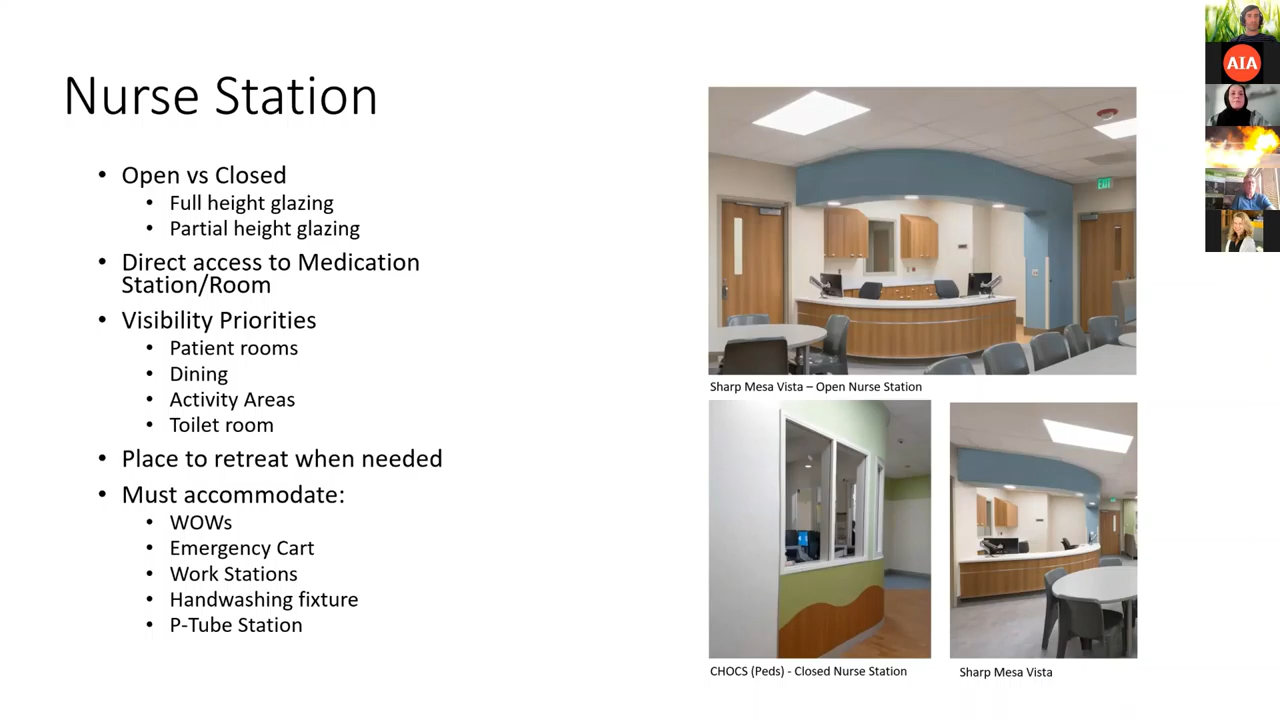 Nurse Station
• Open vs Closed
• Full height glazing
• Partial height glazing
• Direct access to Medication
Station/Room
• Visibility Priorities
• Patient rooms
• Dining
• Activity Areas
• Toilet room
• Place to retreat when needed
• Must accommodate:
• WOWs
• Emergency Cart
• Work Stations
• Handwashing fixture
• P-Tube Station
EXIT
Sharp Mesa Vista – Open Nurse Station
CHOCS (Peds) - Closed Nurse Station
Sharp Mesa Vista
AIA